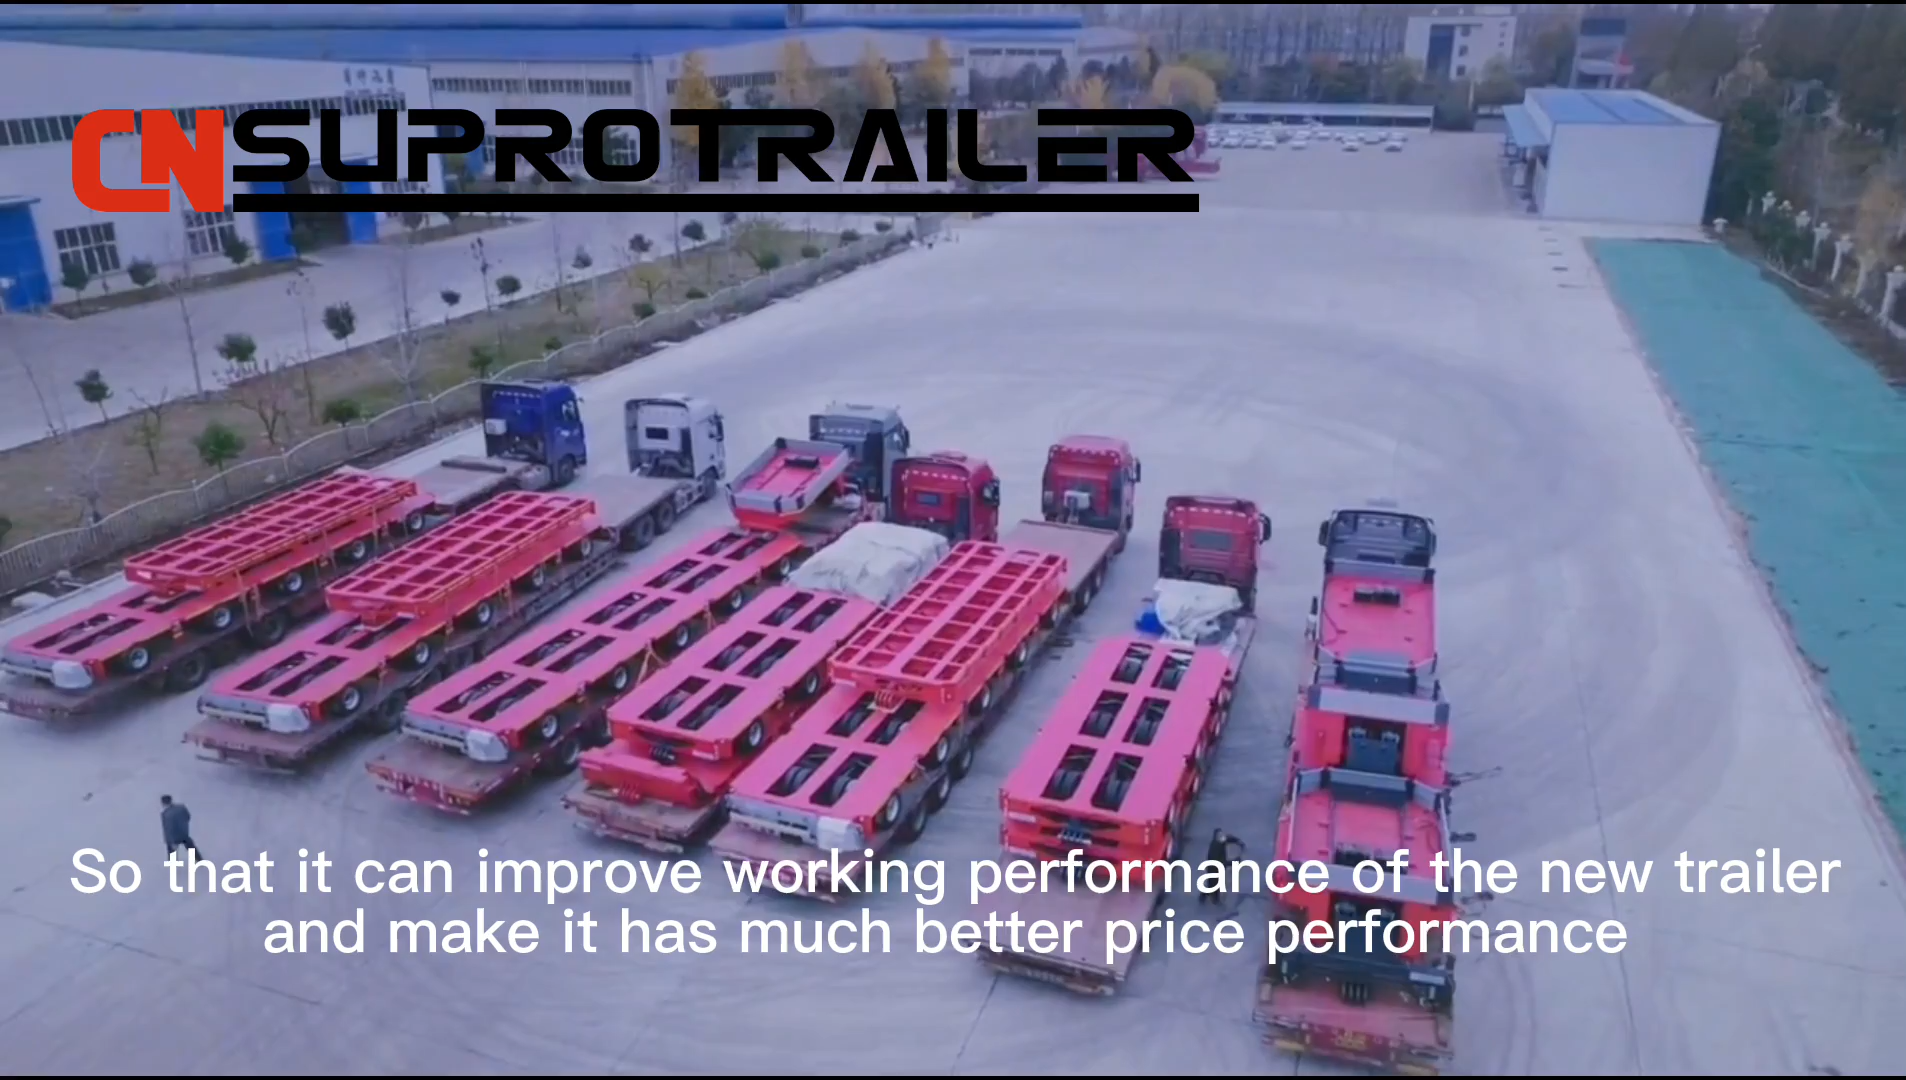 CNSUPROTRAILER
So that it can improve working performance of the new trailer
and make it has much better price performance